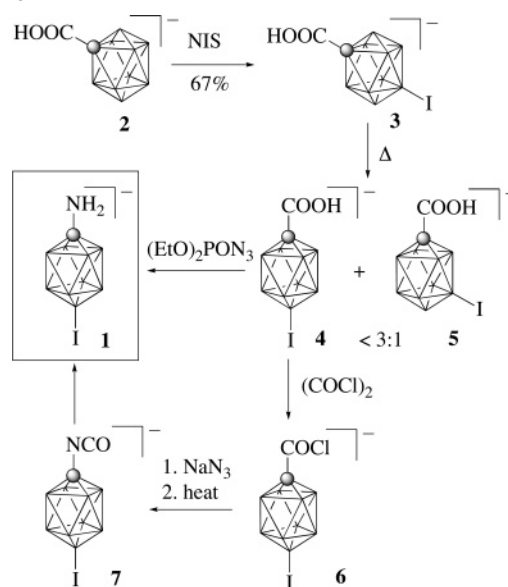 HOOC
NIS
67%
2
HOOC
I
3
Δ
NH₂
I
1
(EtO)₂PON₃
COOH
I
4
+
COOH
I
5
< 3:1
(COCl)₂
NCO
I
7
1. NaN₃
2. heat
COCl
I
6